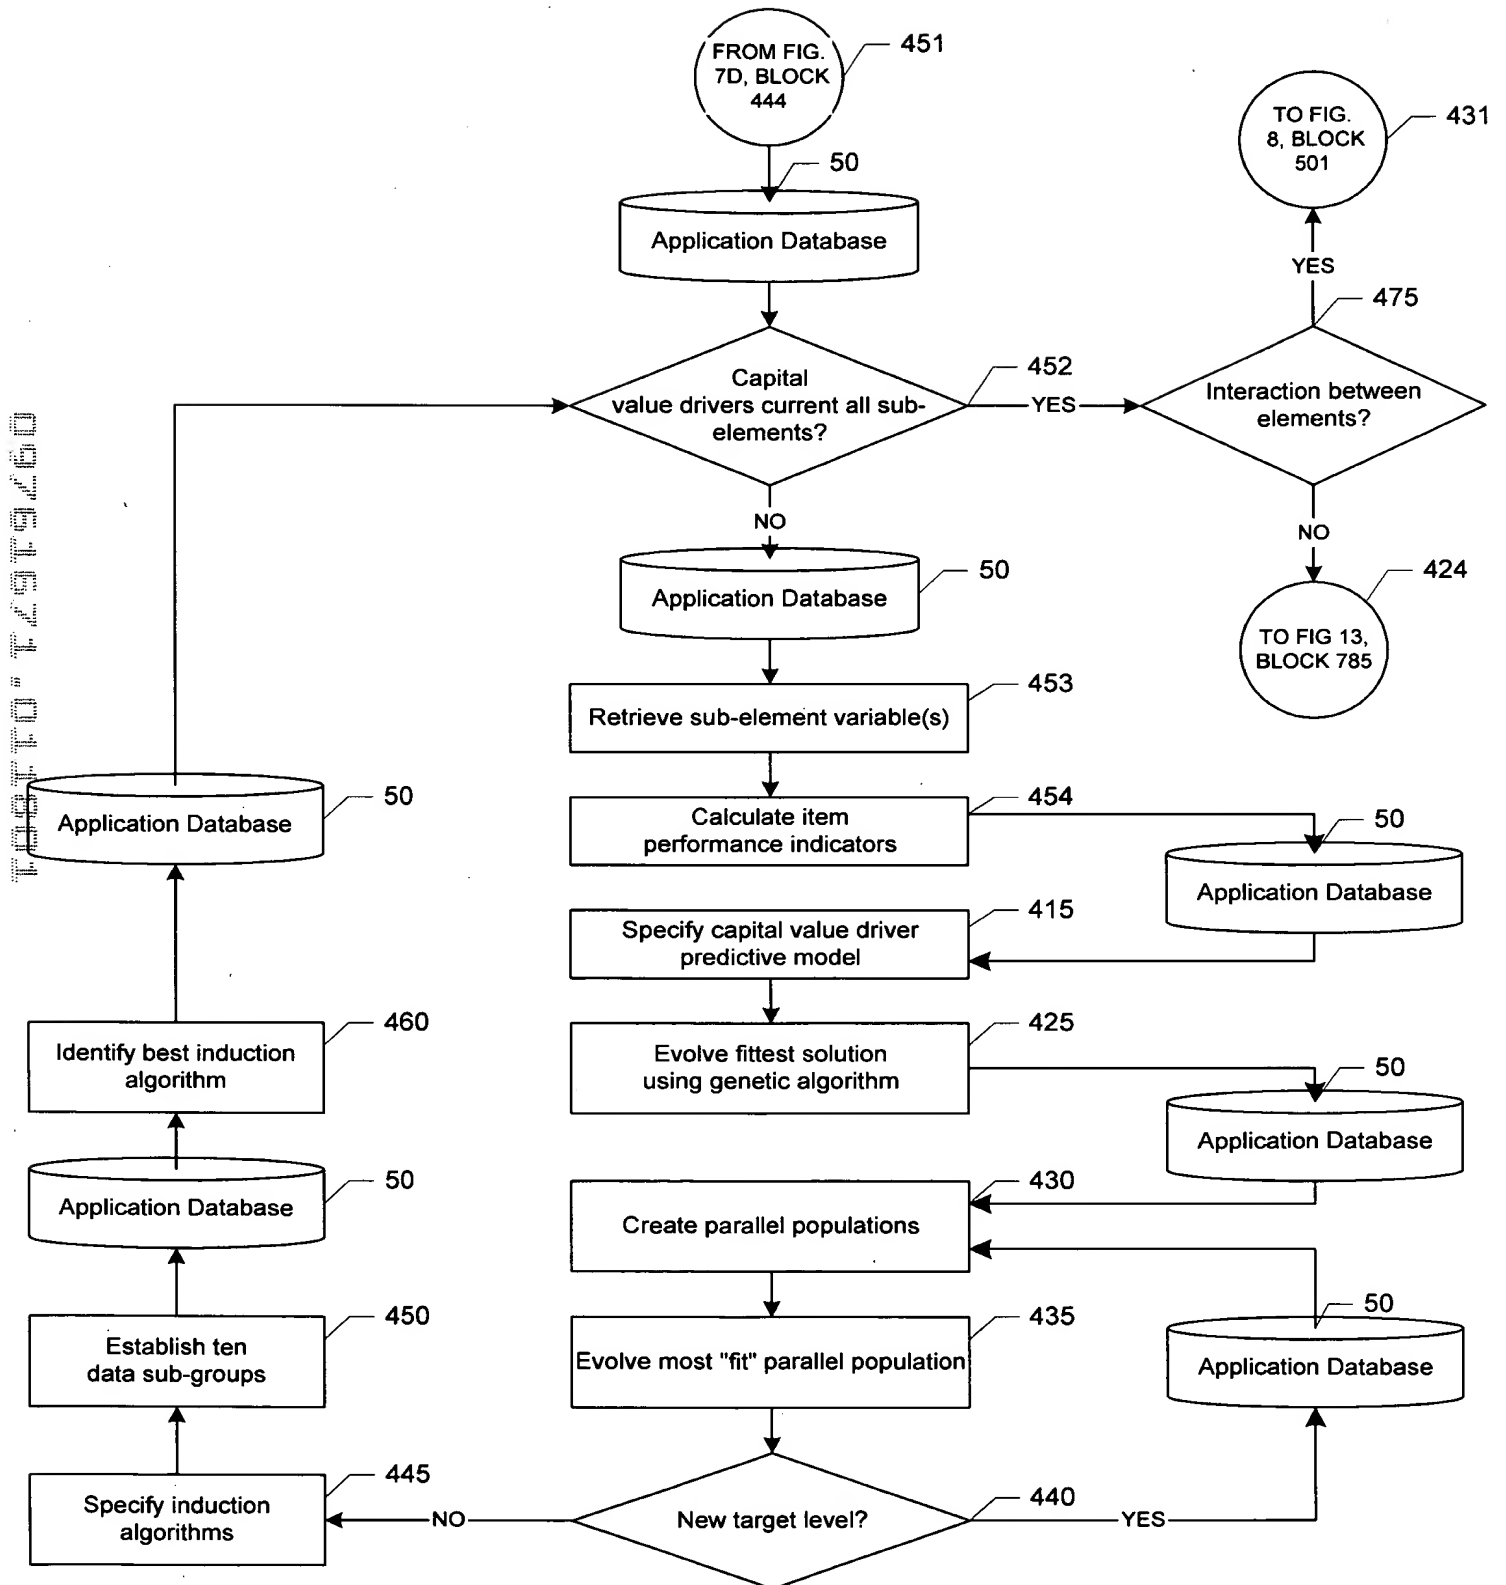 FROM FIG.
7D, BLOCK
444
451
TO FIG.
8, BLOCK
501
431
50
Application Database
YES
475
Capital
value drivers current all sub-
elements?
452
YES
Interaction between
elements?
NO
NO
Application Database
50
424
TO FIG 13,
BLOCK 785
Retrieve sub-element variable(s)
453
Application Database
50
Calculate item
performance indicators
454
50
Application Database
Specify capital value driver
predictive model
415
Identify best induction
algorithm
460
Evolve fittest solution
using genetic algorithm
425
50
Application Database
Application Database
50
Create parallel populations
430
Establish ten
data sub-groups
450
Evolve most "fit" parallel population
435
50
Application Database
Specify induction
algorithms
445
NO
New target level?
440
YES
09761671.011801